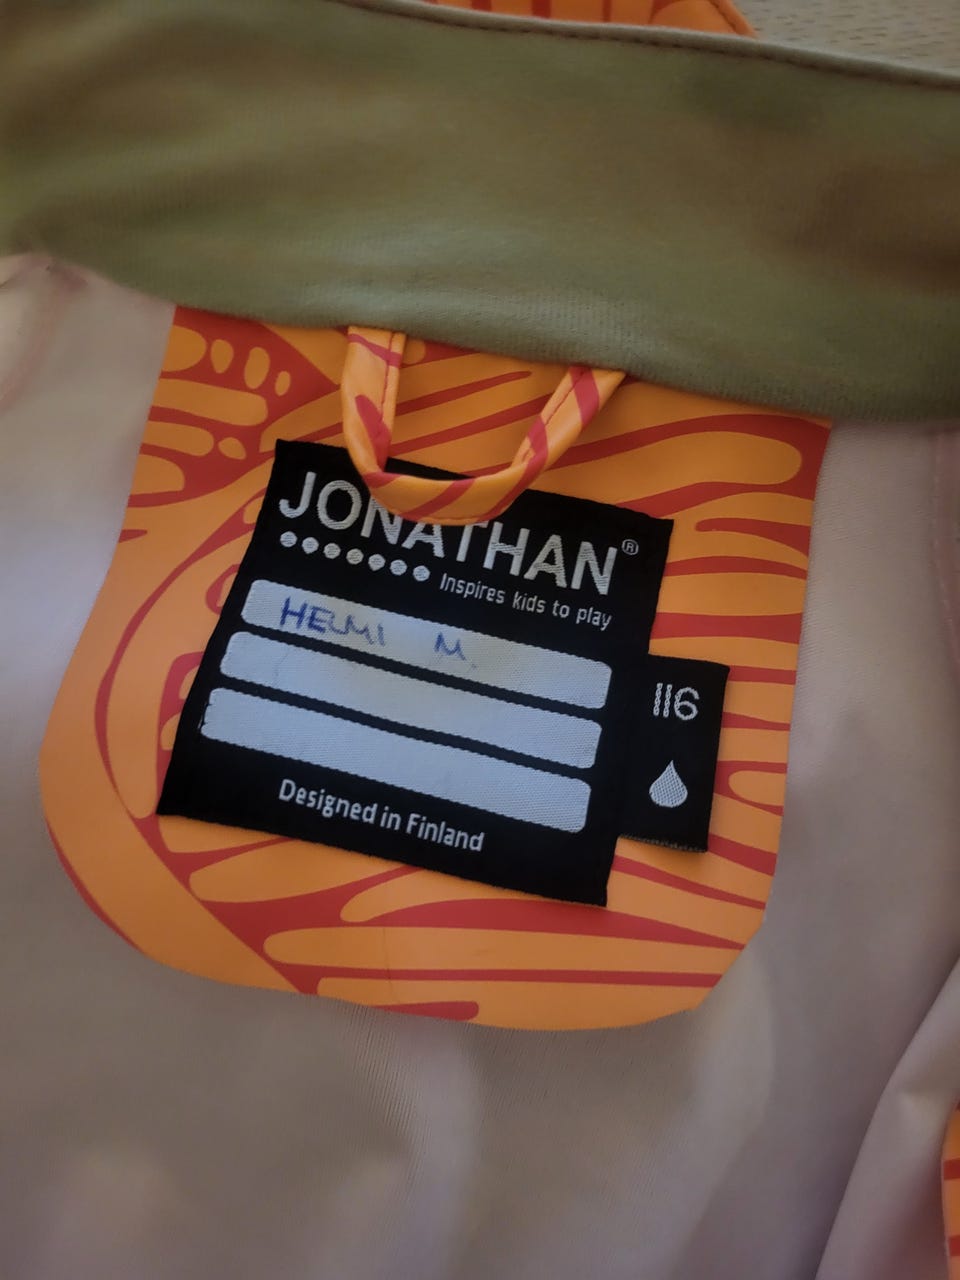 JONATHAN®
Inspires kids to play
HELMI M.
116
Designed in Finland